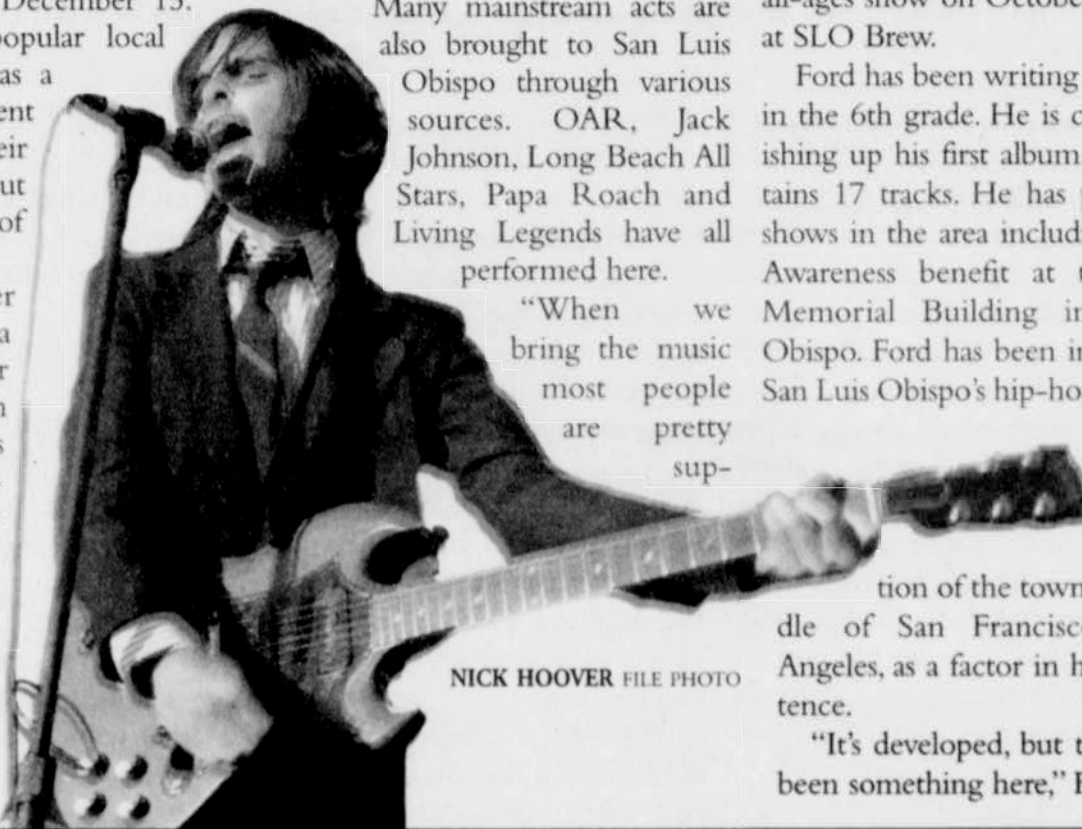 December 15.
popular local
as a
ent
eir
ut
of
er
a
r
n
s
Many mainstream acts are
also brought to San Luis
Obispo through various
sources. OAR, Jack
Johnson, Long Beach All
Stars, Papa Roach and
Living Legends have all
performed here.
"When we
bring the music
most people
are pretty
sup-
NICK HOOVER FILE PHOTO
all-ages show on October
at SLO Brew.
Ford has been writing
in the 6th grade. He is c
ishing up his first album
tains 17 tracks. He has
shows in the area includi
Awareness benefit at t
Memorial Building in
Obispo. Ford has been in
San Luis Obispo's hip-ho
tion of the town
dle of San Francisc
Angeles, as a factor in h
tence.
"It's developed, but t
been something here,"